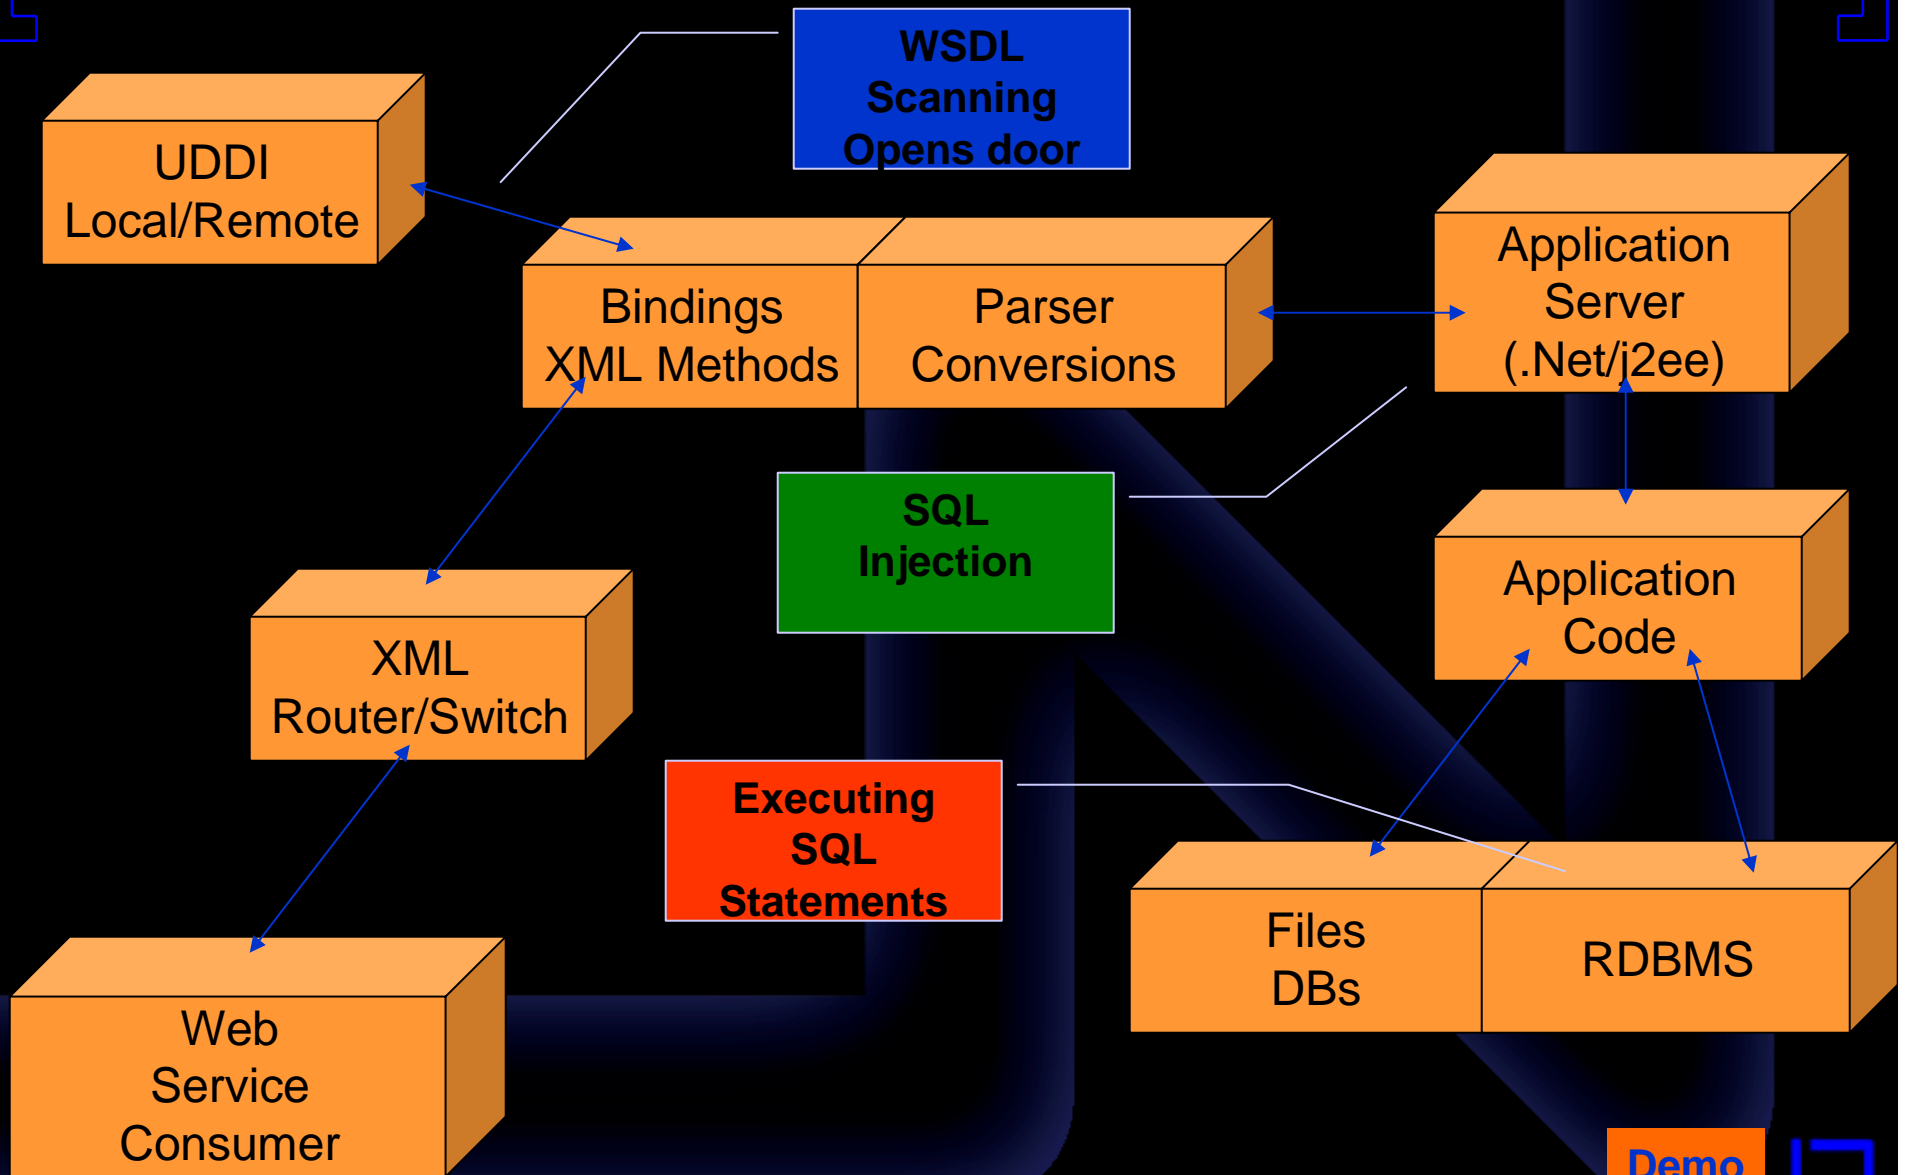 WSDL
Scanning
Opens door
UDDI
Local/Remote
Bindings
XML Methods
Parser
Conversions
Application
Server
(.Net/j2ee)
SQL
Injection
Application
Code
XML
Router/Switch
Executing
SQL
Statements
Files
DBs
RDBMS
Web
Service
Consumer
Demo